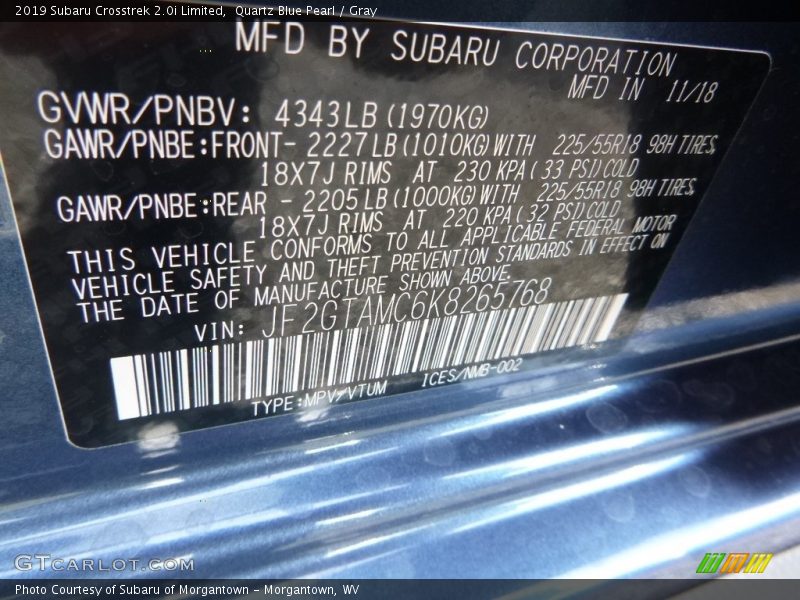 2019 Subaru Crosstrek 2.0i Limited,  Quartz Blue Pearl / Gray
MFD BY SUBARU CORPORATION
MFD IN 11/18
GVWR/PNBV: 4343LB (1970KG)
GAWR/PNBE:FRONT- 2227LB (1010KG) WITH 225/55R18 98H TIRES,
18X7J RIMS AT 230 KPA ( 33 PSI) COLD
GAWR/PNBE:REAR - 2205LB (1000KG) WITH 225/55R18 98H TIRES,
18X7J RIMS AT 220 KPA ( 32 PSI) COLD
THIS VEHICLE CONFORMS TO ALL APPLICABLE FEDERAL MOTOR
VEHICLE SAFETY AND THEFT PREVENTION STANDARDS IN EFFECT ON
THE DATE OF MANUFACTURE SHOWN ABOVE.
VIN: JF2GTAMC6K8265768
TYPE:MPV/VTUM ICES/NMB-002
GTCARLOT.COM
Photo Courtesy of Subaru of Morgantown - Morgantown, WV